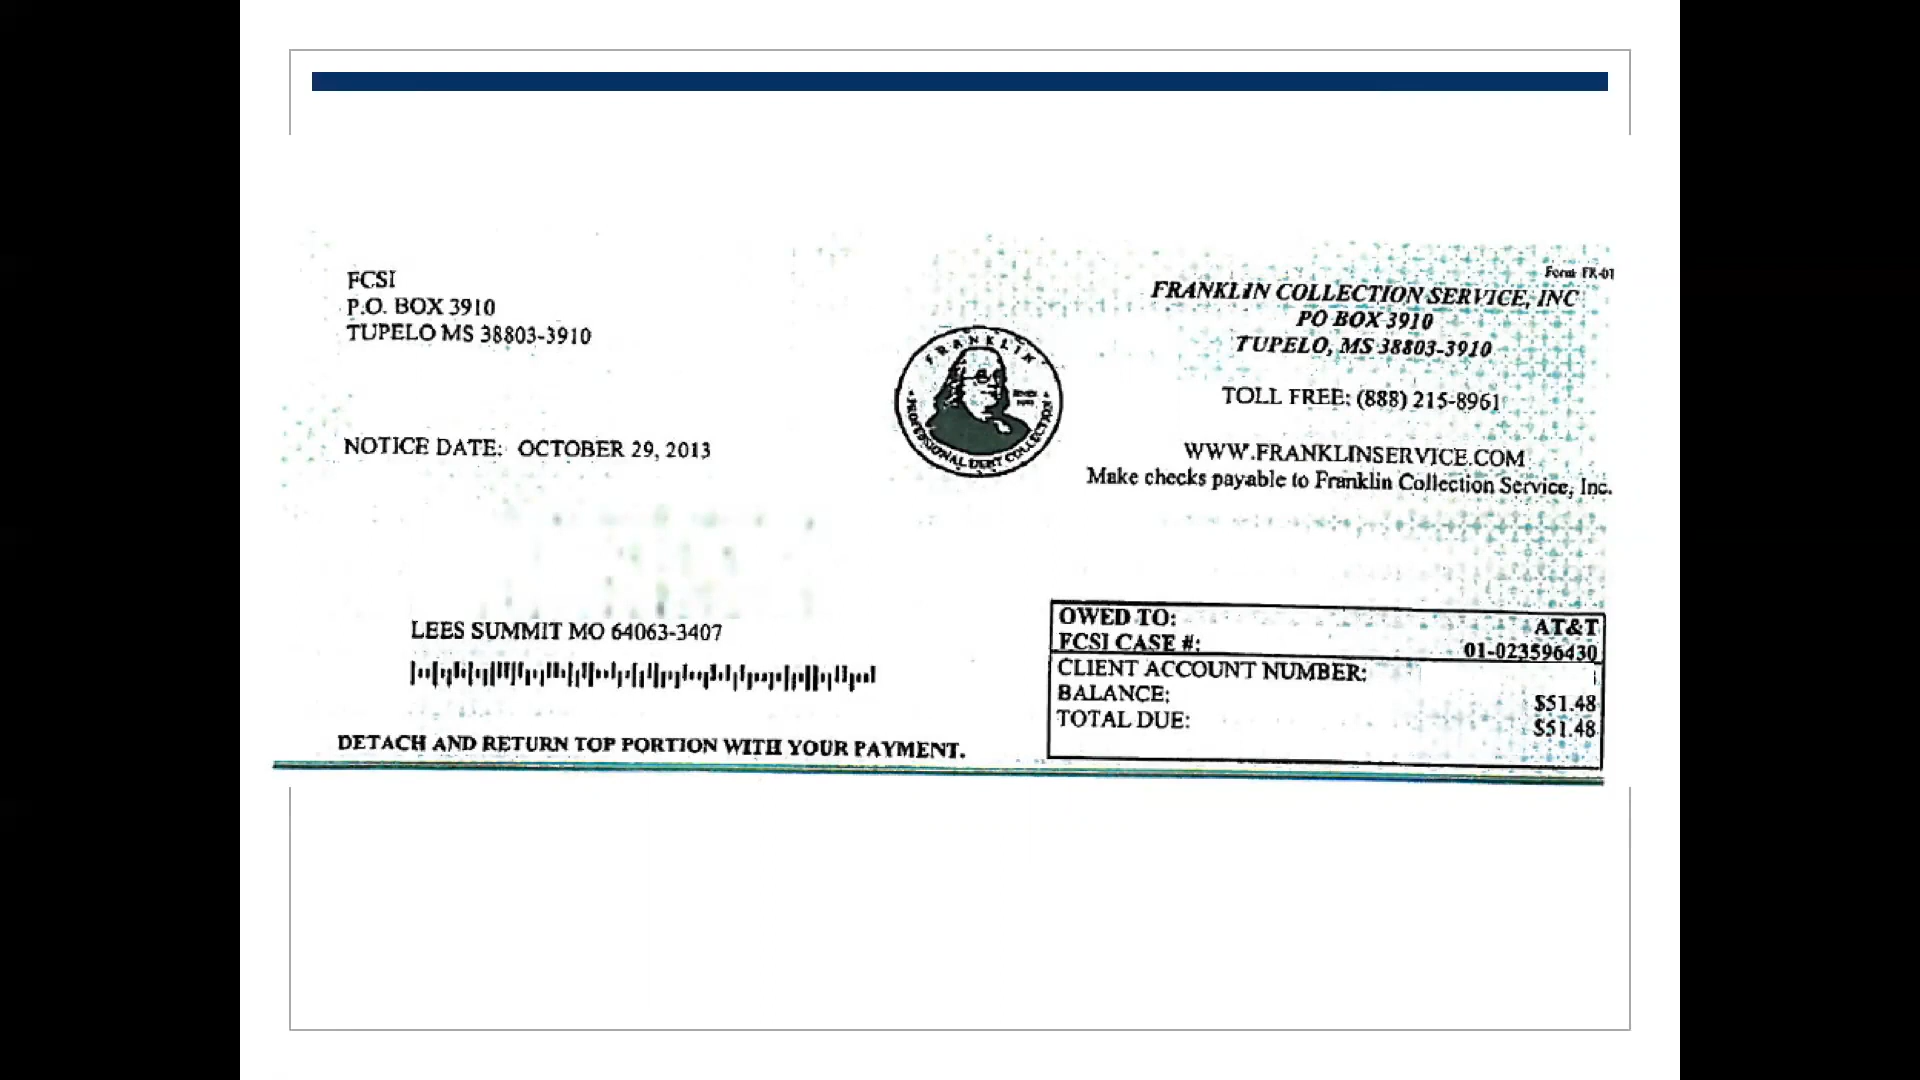 FCSI
P.O. BOX 3910
TUPELO MS 38803-3910
NOTICE DATE: OCTOBER 29, 2013
LEES SUMMIT MO 64063-3407
DETACH AND RETURN TOP PORTION WITH YOUR PAYMENT.
FRANKLIN
PROFESSIONAL DEBT COLLECTION
Form FR-01
FRANKLIN COLLECTION SERVICE, INC
PO BOX 3910
TUPELO, MS 38803-3910
TOLL FREE: (888) 215-8961
WWW.FRANKLINSERVICE.COM
Make checks payable to Franklin Collection Service, Inc.
OWED TO: AT&T
FCSI CASE #: 01-023596430
CLIENT ACCOUNT NUMBER:
BALANCE: $51.48
TOTAL DUE: $51.48